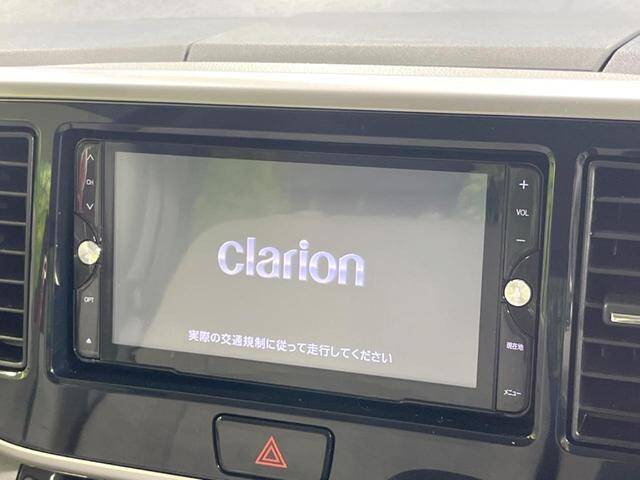 CH
OPT
clarion
実際の交通規制に従って走行してください
VOL
現在地
メニュー